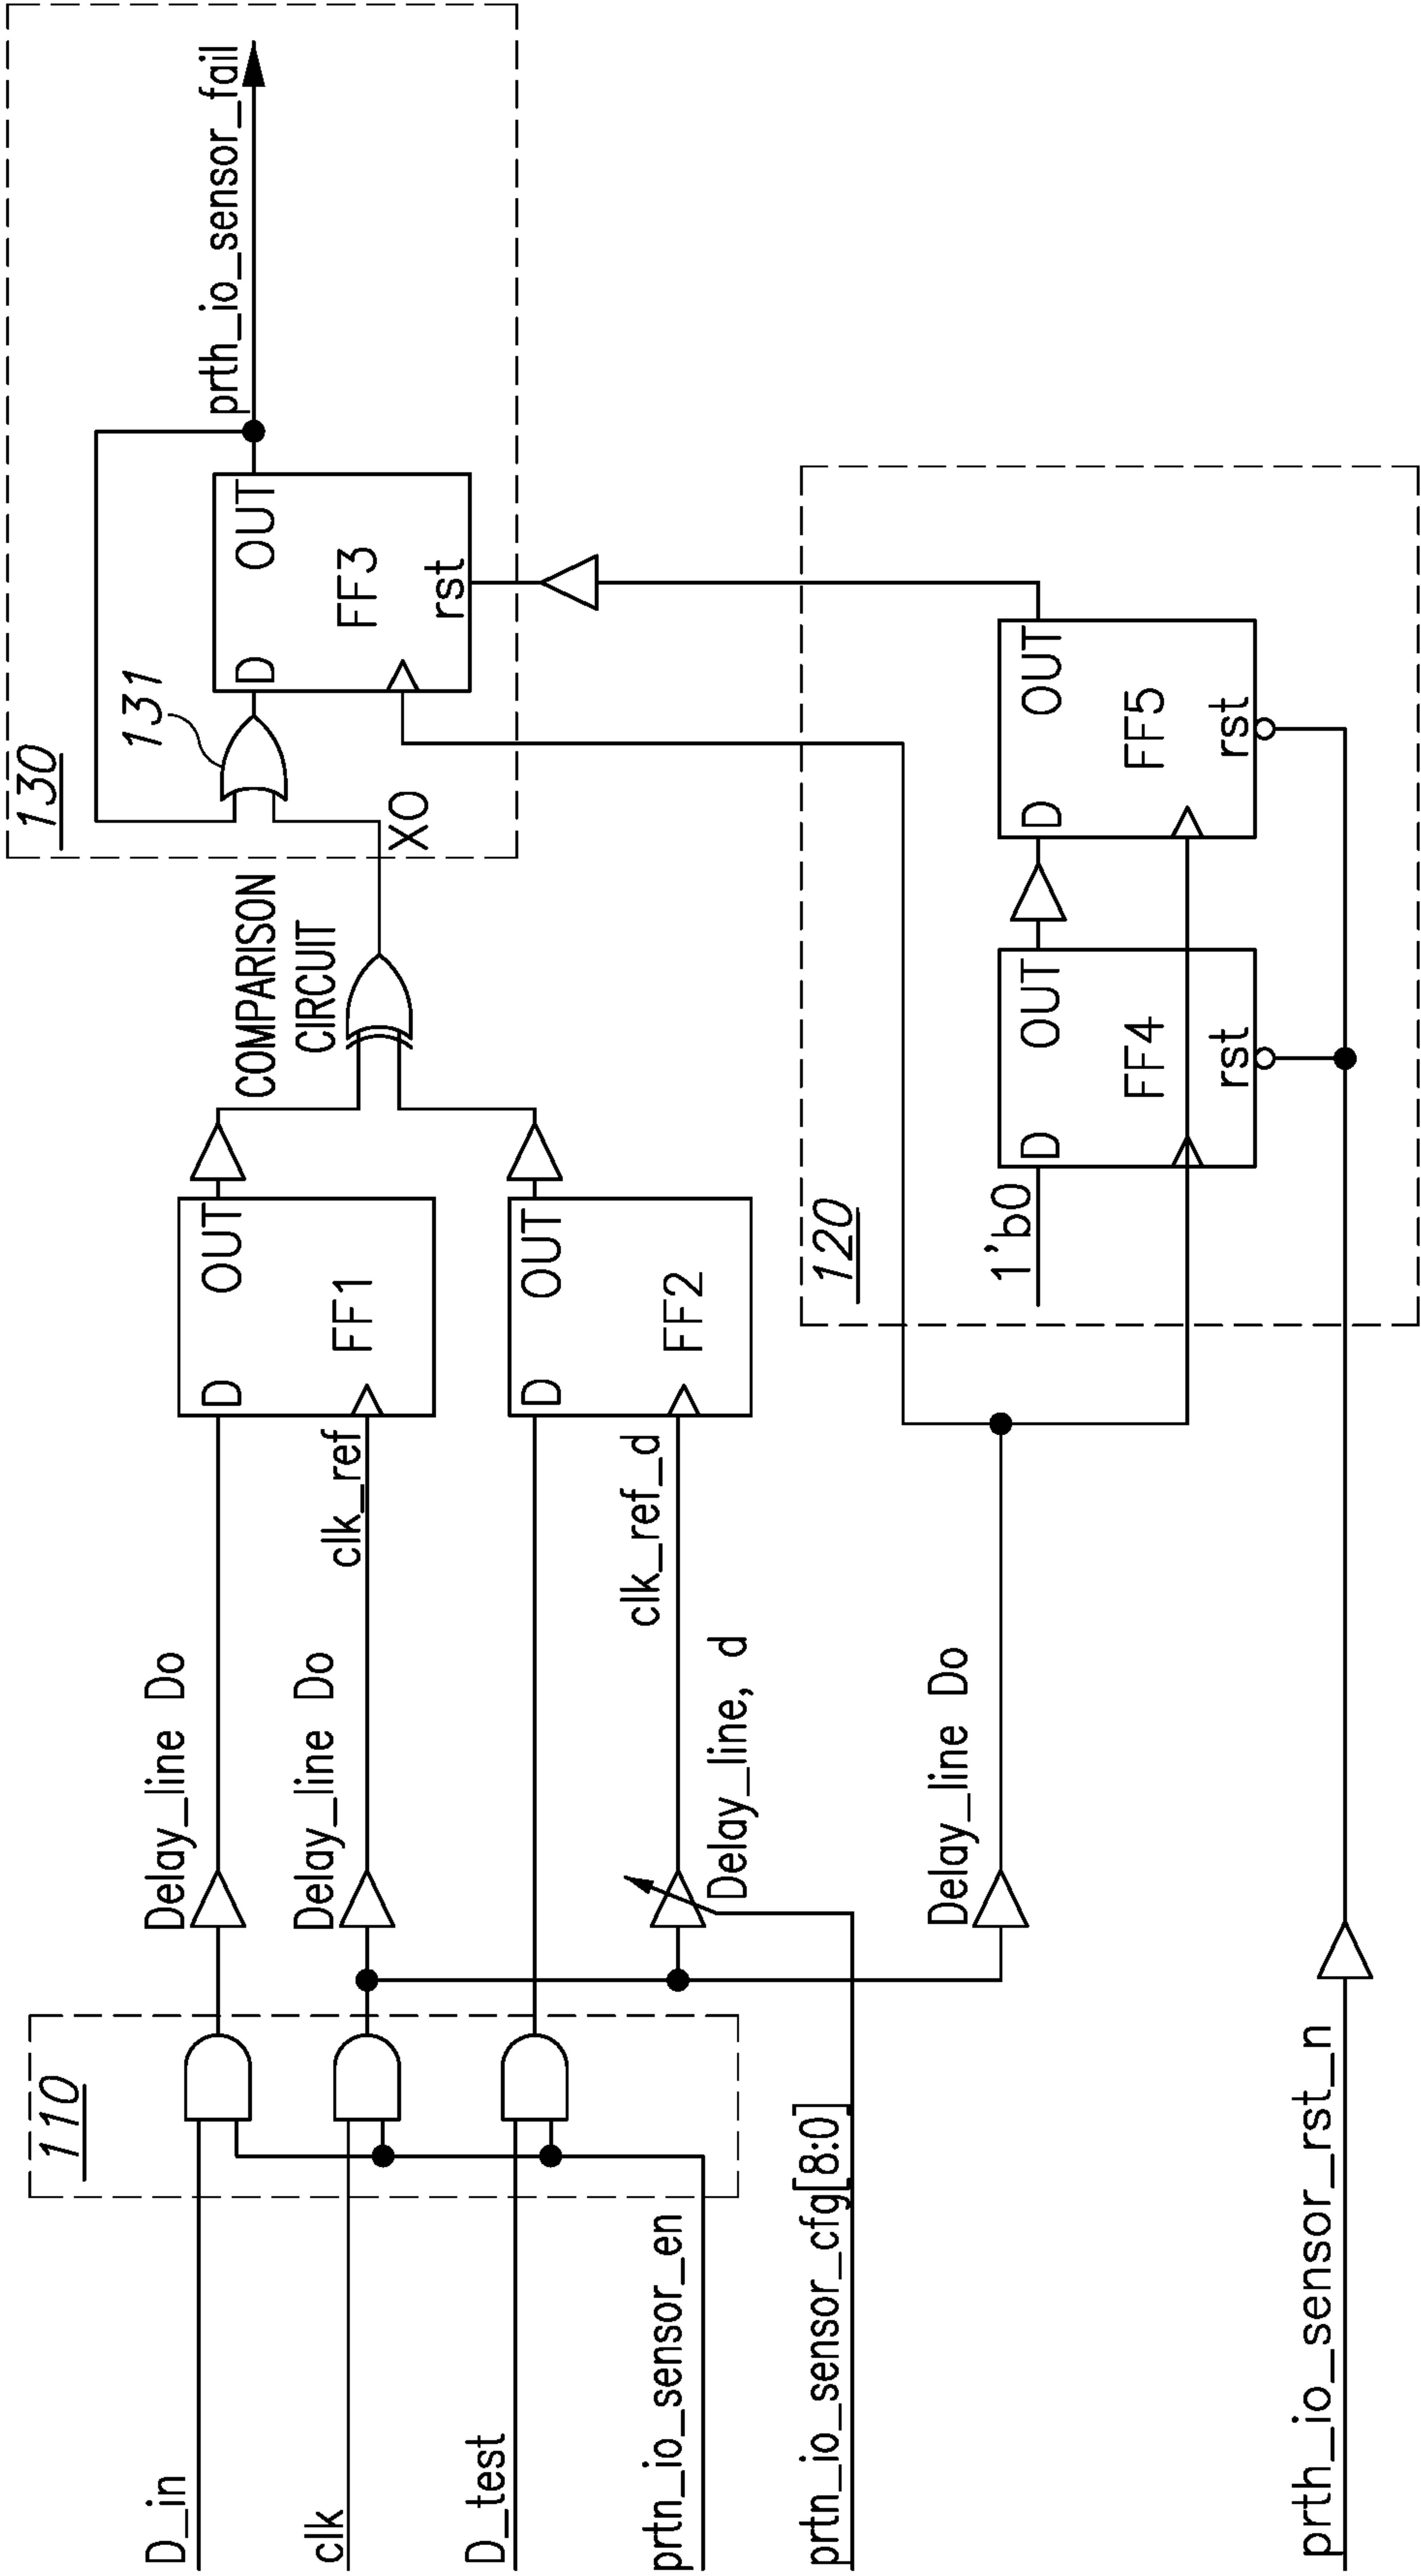 110
D_in
clk
D_test
prtn_io_sensor_en
prtn_io_sensor_cfg[8:0]
prth_io_sensor_rst_n
Delay_line Do
Delay_line Do
Delay_line, d
Delay_line Do
clk_ref
clk_ref_d
D
OUT
FF1
D
OUT
FF2
COMPARISON
CIRCUIT
XO
130
131
D
OUT
FF3
rst
prth_io_sensor_fail
120
1'b0
D
OUT
FF4
rst
D
OUT
FF5
rst